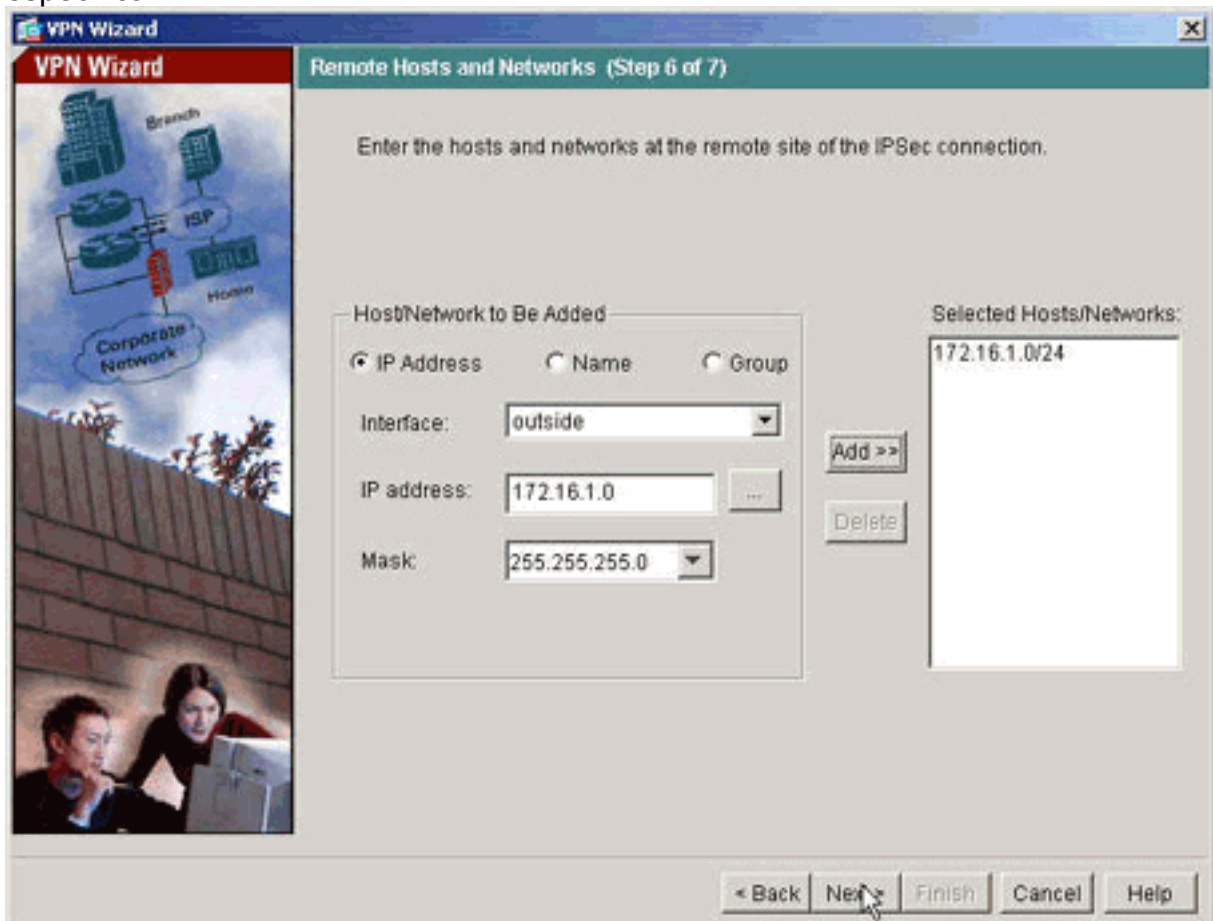 VPN Wizard
VPN Wizard
Remote Hosts and Networks (Step 6 of 7)
Branch
ISP
Home
Corporate
Network
Enter the hosts and networks at the remote site of the IPSec connection.
Host/Network to Be Added
IP Address Name Group
Interface: outside
IP address: 172.16.1.0 ...
Mask: 255.255.255.0
Add >>
Delete
Selected Hosts/Networks:
172.16.1.0/24
< Back Next > Finish Cancel Help